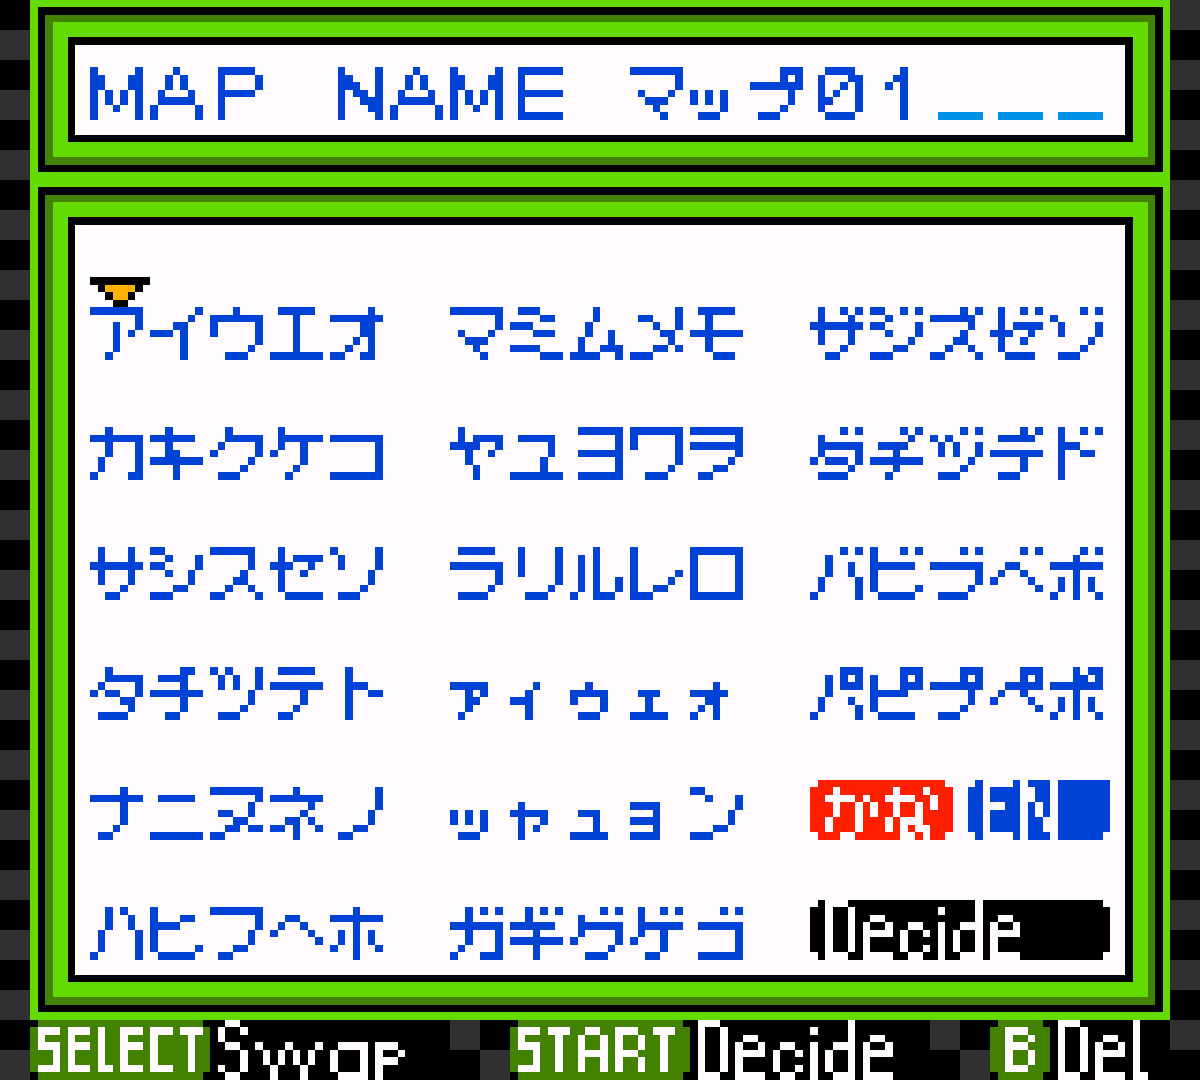 MAP NAME マップ01___
アイウエオ マミムメモ ザジズゼゾ
カキクケコ ヤユヨワヲ ダヂヅデド
サシスセソ ラリルレロ バビブベボ
タチツテト ァィゥェォ パピプペポ
ナニヌネノ ッャュョン
ハヒフヘホ ガギグゲゴ Decide
SELECT Swap START Decide B Del